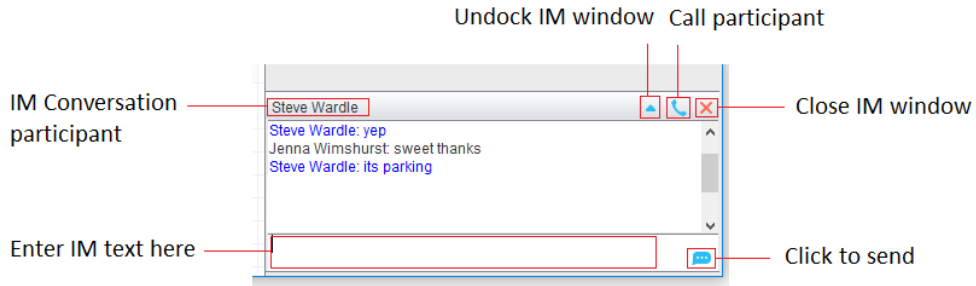 Undock IM window
Call participant
IM Conversation
participant
Steve Wardle
Close IM window
Steve Wardle: yep
Jenna Wimshurst: sweet thanks
Steve Wardle: its parking
Enter IM text here
Click to send